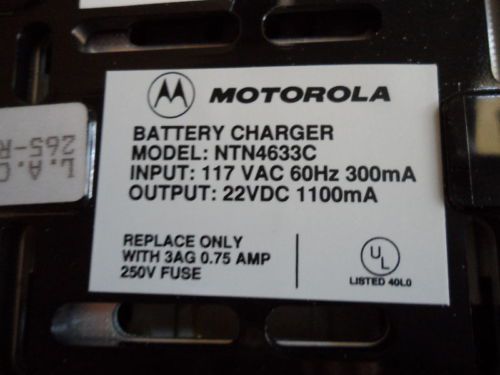 MOTOROLA
BATTERY CHARGER
MODEL: NTN4633C
INPUT: 117 VAC 60Hz 300mA
OUTPUT: 22VDC 1100mA
REPLACE ONLY
WITH 3AG 0.75 AMP
250V FUSE
UL
LISTED 40L0
L.A.C
265-R